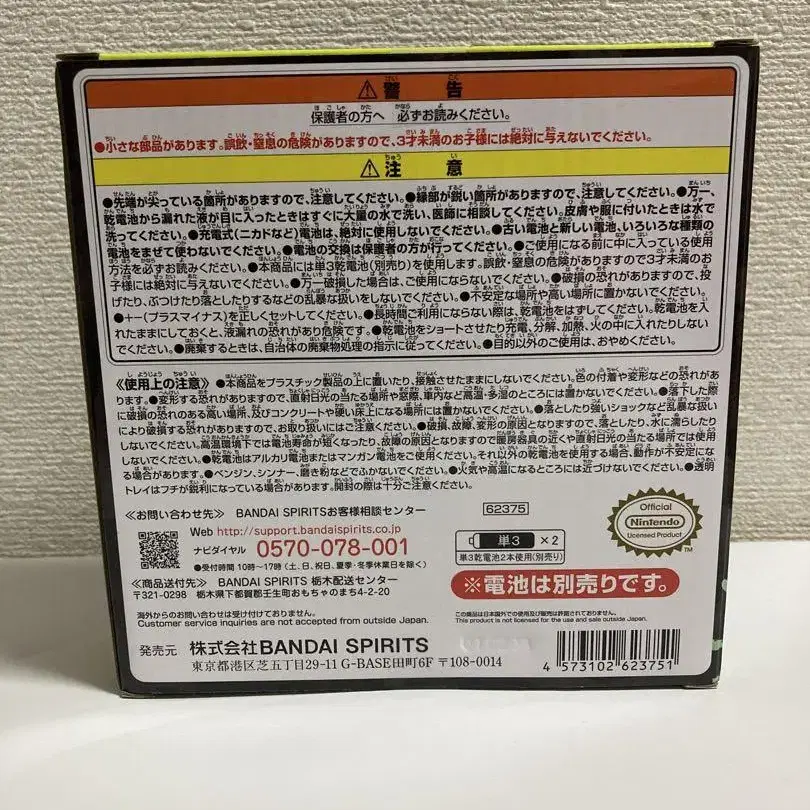 ⚠警告
保護者の方へ 必ずお読みください。
●小さな部品があります。誤飲・窒息の危険がありますので、3才未満のお子様には絶対に与えないでください。
⚠注意
●先端が尖っている箇所がありますので、注意してください。●縁部が鋭い箇所がありますので、注意してください。●万一、
乾電池から漏れた液が目に入ったときはすぐに大量の水で洗い、医師に相談してください。皮膚や服に付いたときは水で
洗ってください。●充電式(ニカドなど)電池は、絶対に使用しないでください。●古い電池と新しい電池、いろいろな種類の
電池をまぜて使わないでください。●電池の交換は保護者の方が行ってください。●ご使用になる前に中に入っている使用
方法を必ずお読みください。●本商品には単3乾電池(別売り)を使用します。誤飲・窒息の危険がありますので3才未満のお
子様には絶対に与えないでください。●万一破損した場合は、ご使用にならないでください。●破損の恐れがありますので、投
げたり、ぶつけたり落としたりするなどの乱暴な扱いをしないでください。●不安定な場所や高い場所に置かないでください。
●+−(プラスマイナス)を正しくセットしてください。●長時間ご利用にならない際は、乾電池をはずしてください。乾電池を入
れたままにしておくと、液漏れの恐れがあり危険です。●乾電池をショートさせたり充電、分解、加熱、火の中に入れたりしない
でください。●廃棄するときは、自治体の廃棄物処理の指示に従ってください。●目的以外のご使用は、おやめください。
《使用上の注意》●本商品をプラスチック製品の上に置いたり、接触させたままにしないでください。色の付着や変形などの恐れがあ
ります。●変形する恐れがありますので、直射日光の当たる場所や窓際、車内など高温・多湿のところには置かないでください。●落下した際
に破損の恐れのある高い場所、及びコンクリートや硬い床上になる場所には置かないでください。●落としたり強いショックなど乱暴な扱い
により破損する恐れがありますので、お取り扱いにはご注意ください。●破損、故障、変形の原因となりますので、落としたり、水に濡らしたり
しないでください。高温環境下では電池寿命が短くなったり、故障の原因となりますので暖房器具の近くや直射日光の当たる場所では使用
しないでください。●乾電池はアルカリ電池またはマンガン電池をご使用ください。それ以外の乾電池を使用する場合、動作が不安定にな
る場合があります。●ベンジン、シンナー、磨き粉などでふかないでください。●火気や高温になるところには近づけないでください。●透明
トレイはフチが鋭利になっている場合があります。開封の際は十分ご注意ください。
≪お問い合わせ先≫ BANDAI SPIRITSお客様相談センター
Web http://support.bandaispirits.co.jp
ナビダイヤル 0570-078-001
●受付時間 10時〜17時(土、日、祝日、夏季・冬季休業日を除く)
≪商品送付先≫ BANDAI SPIRITS 栃木配送センター
〒321-0298 栃木県下都賀郡壬生町おもちゃのまち4-2-20
海外からのお問い合わせは受け付けておりません。
Customer service inquiries are not accepted from outside Japan.
発売元 株式会社BANDAI SPIRITS
東京都港区芝五丁目29-11 G-BASE田町6F 〒108-0014
62375
単3 ×2
単3乾電池2本使用(別売り)
Official
Nintendo
Licensed Product
™
※電池は別売りです。
この商品は日本国外での使用及び販売は許諾されておりません。
This product is not licensed for the use and sales outside Japan.
4 573102 623751